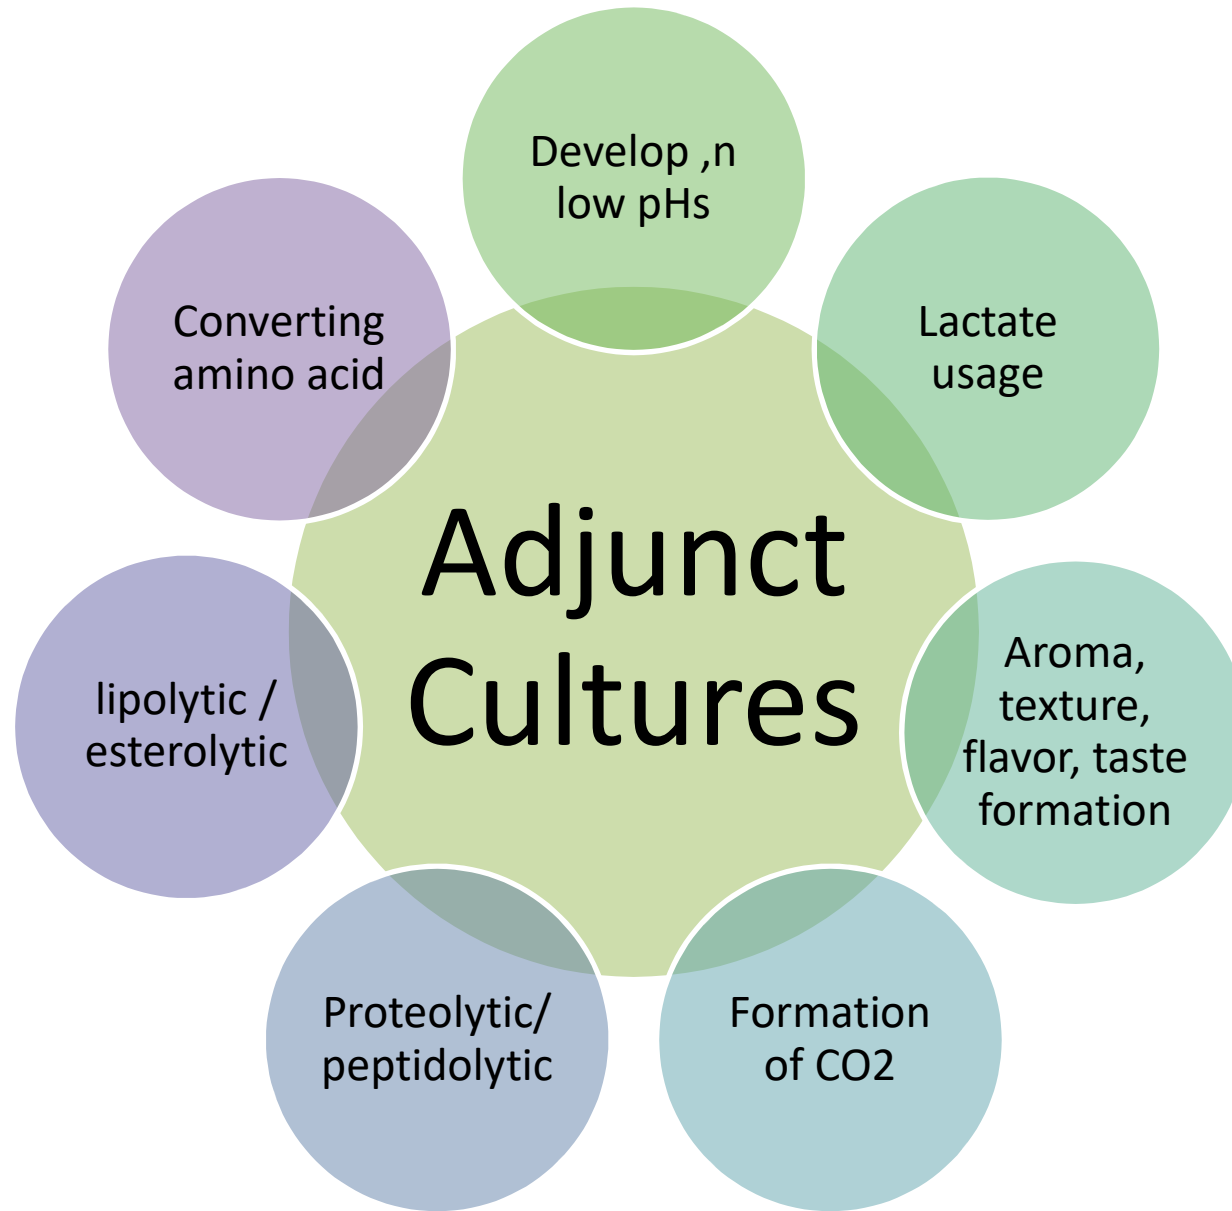 Adjunct
Cultures
Develop ,n
low pHs
Lactate
usage
Aroma,
texture,
flavor, taste
formation
Formation
of CO2
Proteolytic/
peptidolytic
lipolytic /
esterolytic
Converting
amino acid